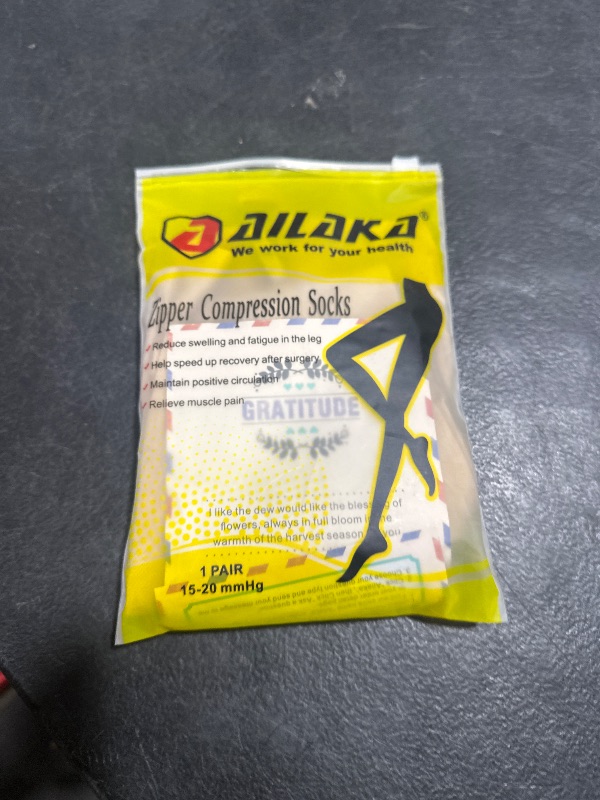 AILAKA®
We work for your health
Zipper Compression Socks
Reduce swelling and fatigue in the leg
Help speed up recovery after surgery
Maintain positive circulation
Relieve muscle pain
GRATITUDE
I like the dew would like the blessing of
flowers, always in full bloom in the
warmth of the harvest season you
1 PAIR
15-20 mmHg